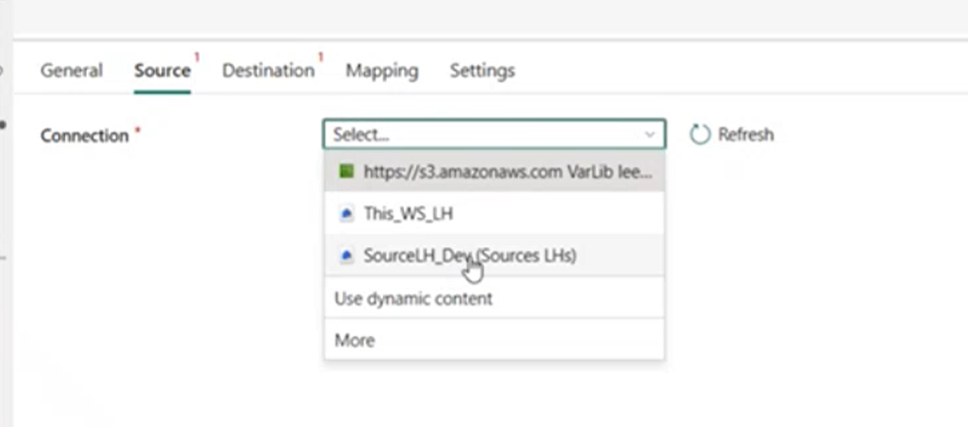 General Source 1 Destination 1 Mapping Settings
Connection * Select... Refresh
https://s3.amazonaws.com VarLib lee...
This_WS_LH
SourceLH_Dev (Sources LHs)
Use dynamic content
More